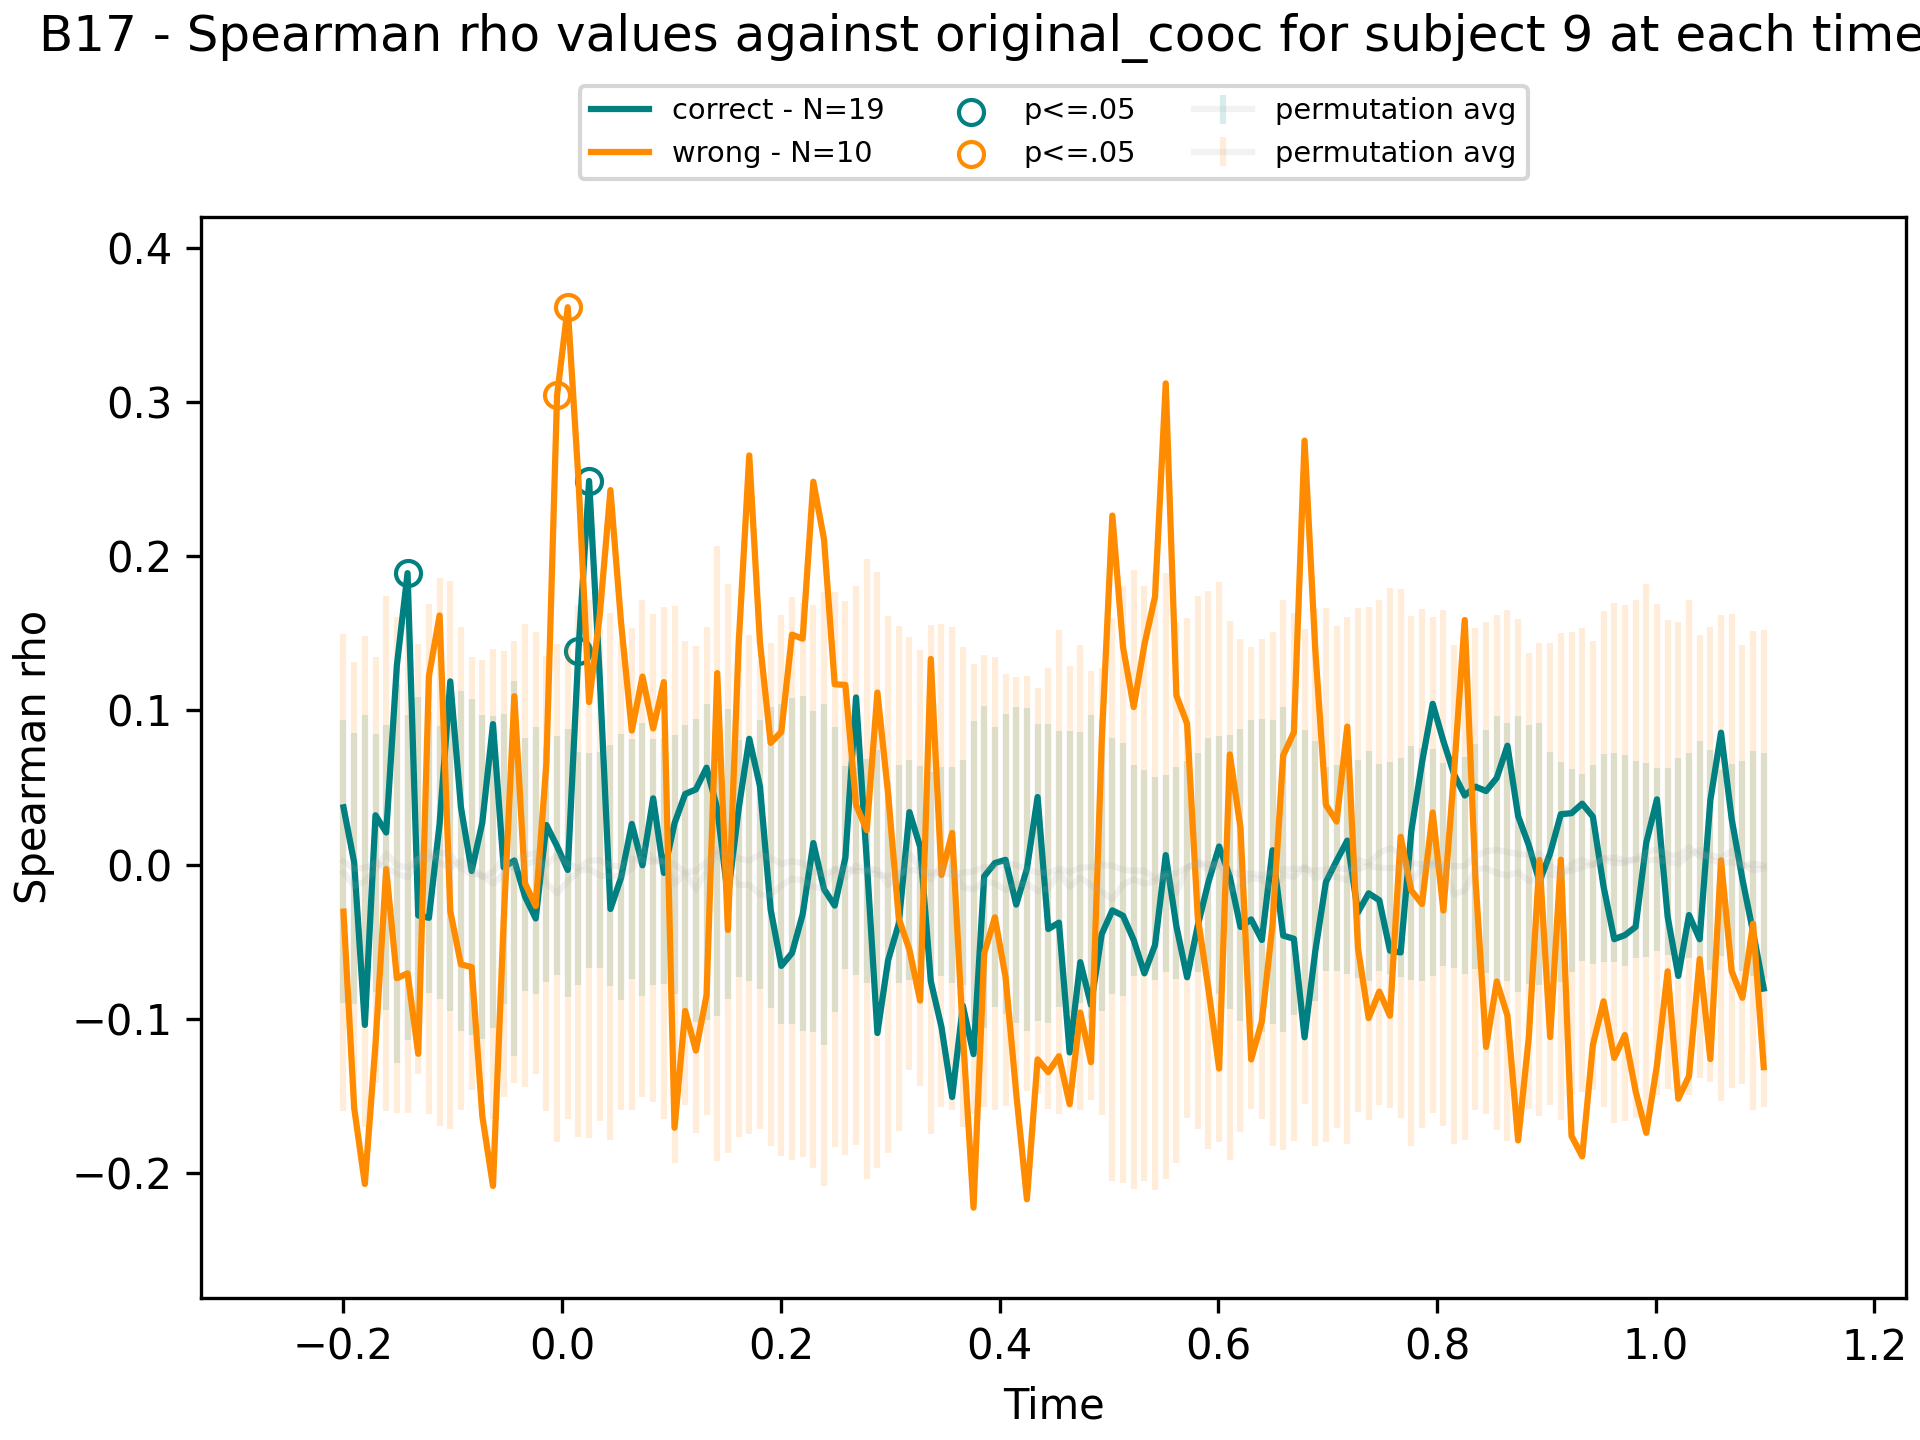 B17 - Spearman rho values against original_cooc for subject 9 at each time
correct - N=19
wrong - N=10
p<=.05
p<=.05
permutation avg
permutation avg
Spearman rho
0.4
0.3
0.2
0.1
0.0
−0.1
−0.2
−0.2 0.0 0.2 0.4 0.6 0.8 1.0 1.2
Time